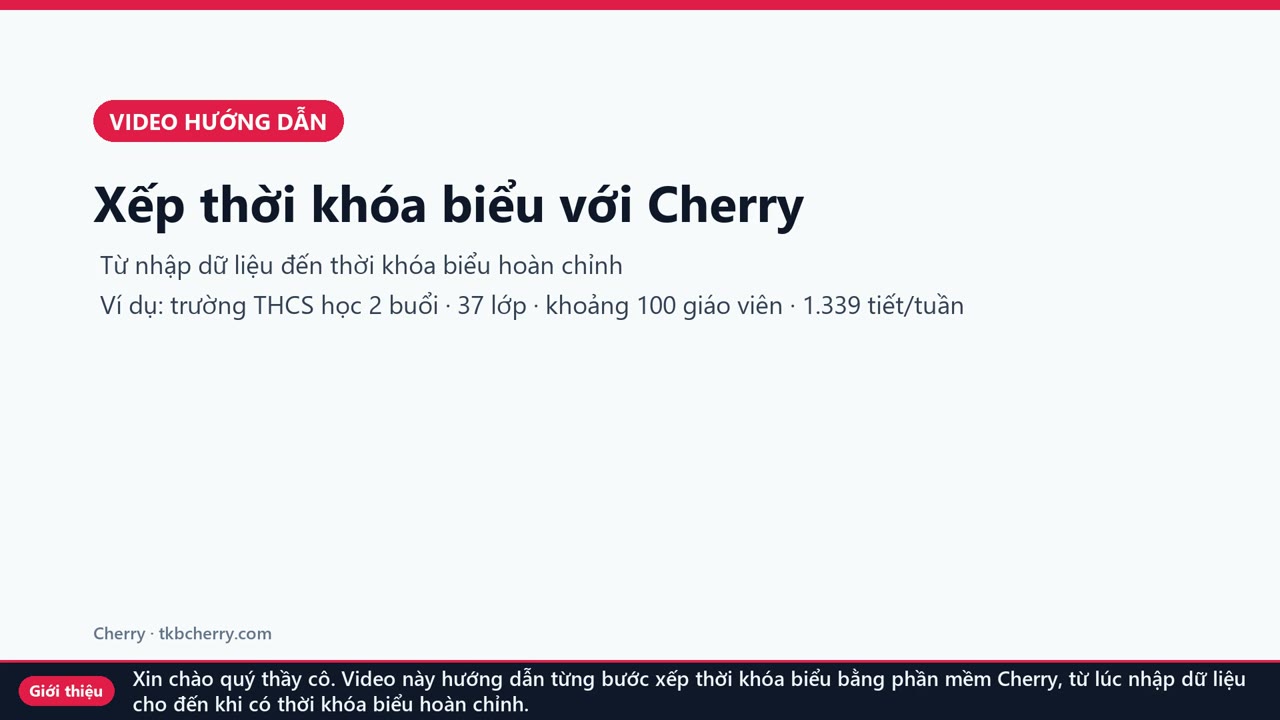 VIDEO HƯỚNG DẪN
Xếp thời khóa biểu với Cherry
Từ nhập dữ liệu đến thời khóa biểu hoàn chỉnh
Ví dụ: trường THCS học 2 buổi · 37 lớp · khoảng 100 giáo viên · 1.339 tiết/tuần
Cherry · tkbcherry.com
Giới thiệu
Xin chào quý thầy cô. Video này hướng dẫn từng bước xếp thời khóa biểu bằng phần mềm Cherry, từ lúc nhập dữ liệu
cho đến khi có thời khóa biểu hoàn chỉnh.